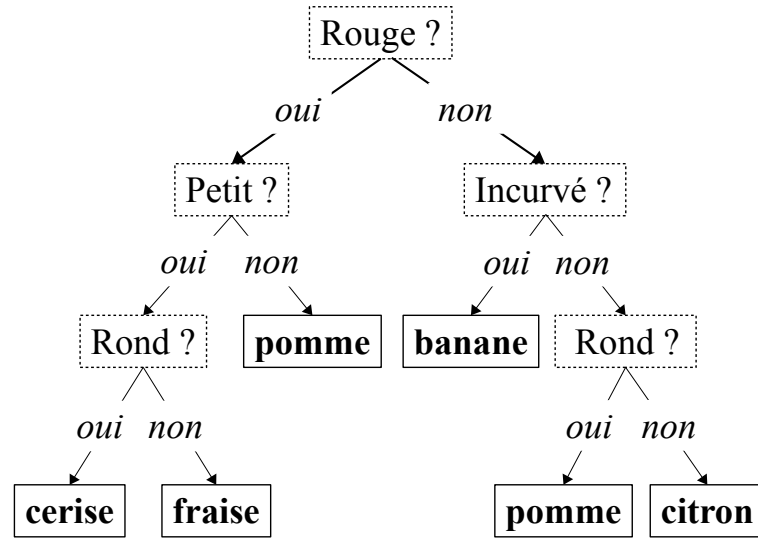 Rouge ?
oui non
Petit ? Incurvé ?
oui non oui non
Rond ? pomme banane Rond ?
oui non oui non
cerise fraise pomme citron